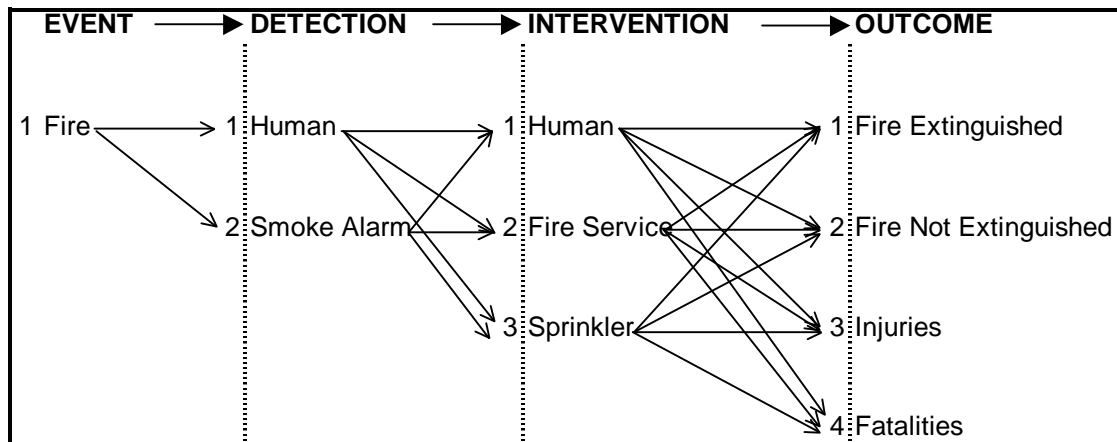 EVENT DETECTION INTERVENTION OUTCOME
1 Fire 1 Human 1 Human 1 Fire Extinguished
2 Smoke Alarm 2 Fire Service 2 Fire Not Extinguished
3 Sprinkler 3 Injuries
4 Fatalities